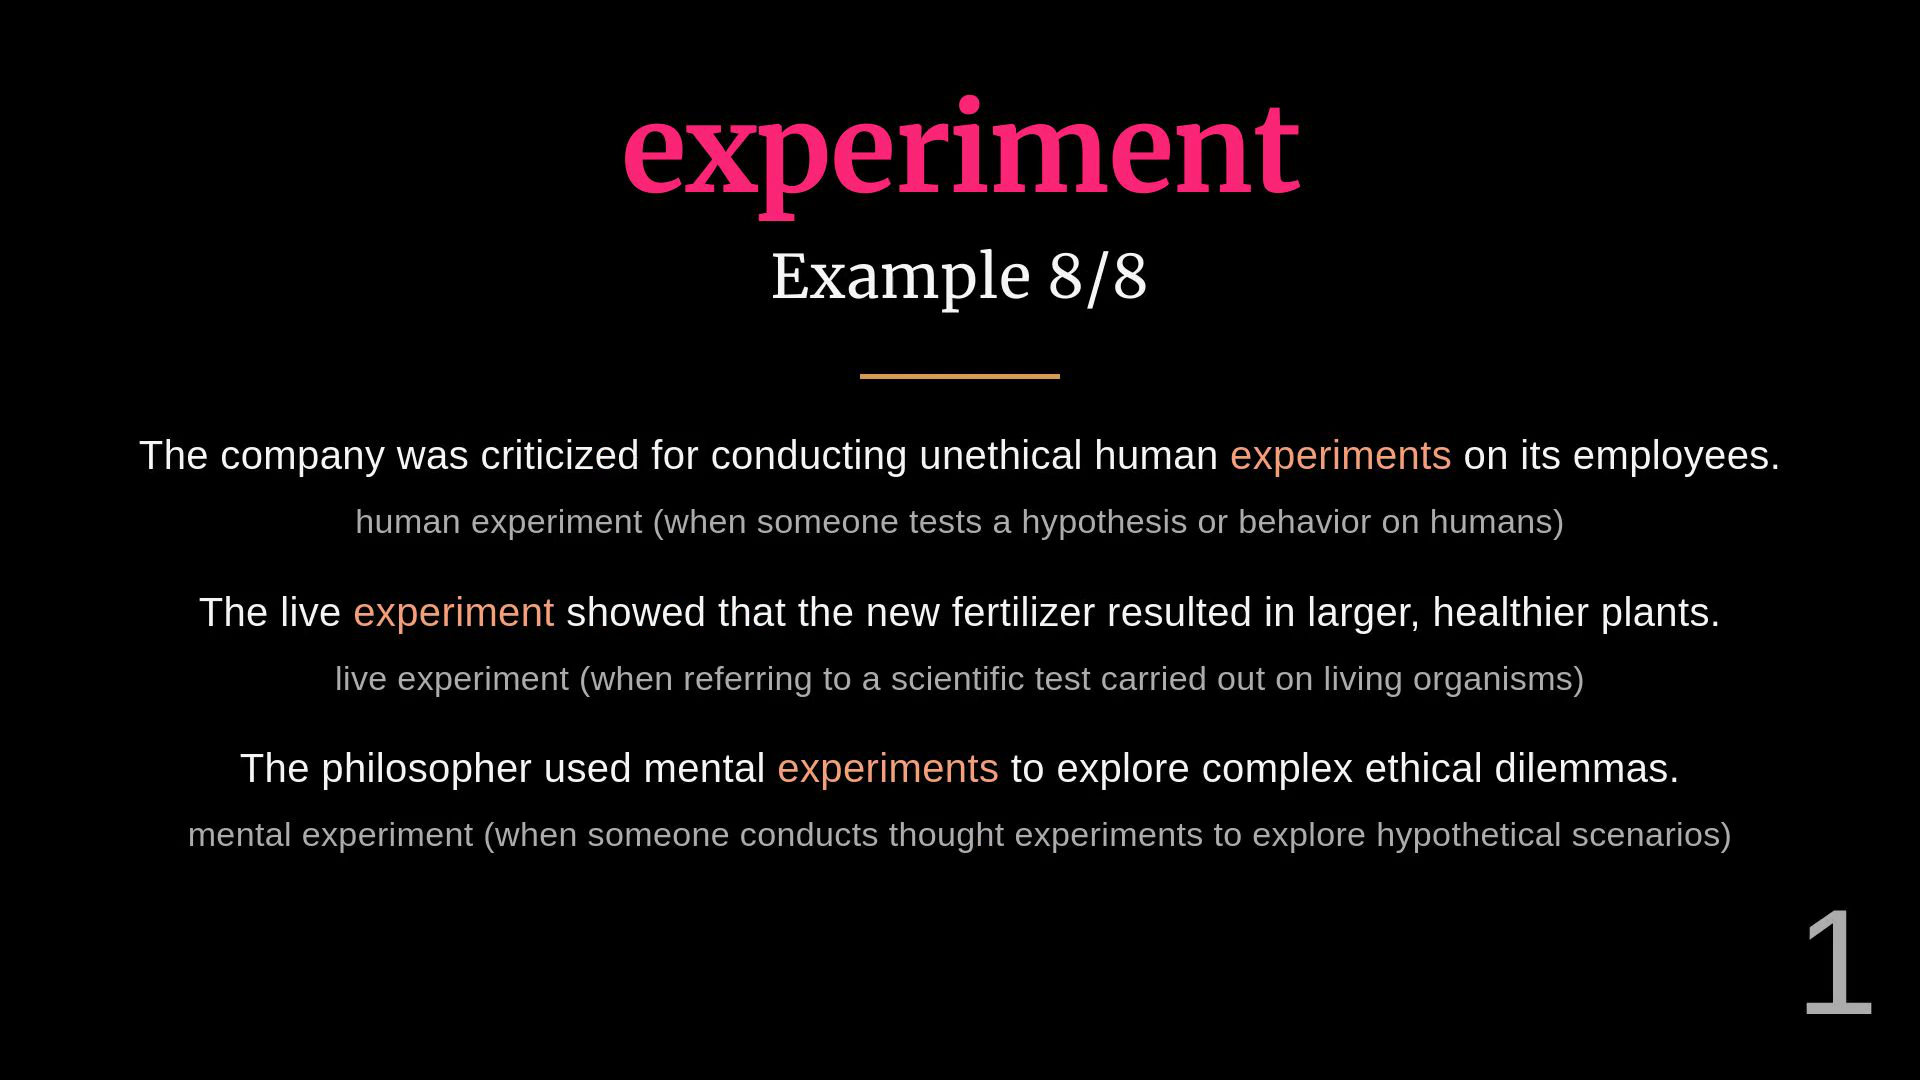 experiment
Example 8/8
The company was criticized for conducting unethical human experiments on its employees.
human experiment (when someone tests a hypothesis or behavior on humans)
The live experiment showed that the new fertilizer resulted in larger, healthier plants.
live experiment (when referring to a scientific test carried out on living organisms)
The philosopher used mental experiments to explore complex ethical dilemmas.
mental experiment (when someone conducts thought experiments to explore hypothetical scenarios)
1